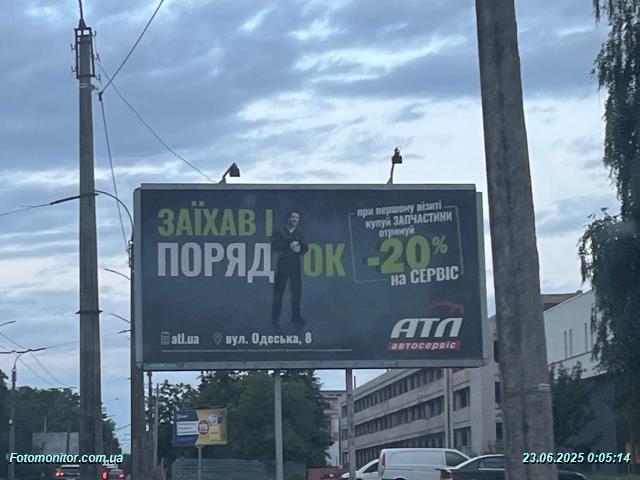 ЗАЇХАВ І
ПОРЯДОК
при першому візиті
купуй ЗАПЧАСТИНИ
отримуй
-20%
на СЕРВІС
АТЛ
автосервіс
atl.ua вул. Одеська, 8
Fotomonitor.com.ua
23.06.2025 0:05:14